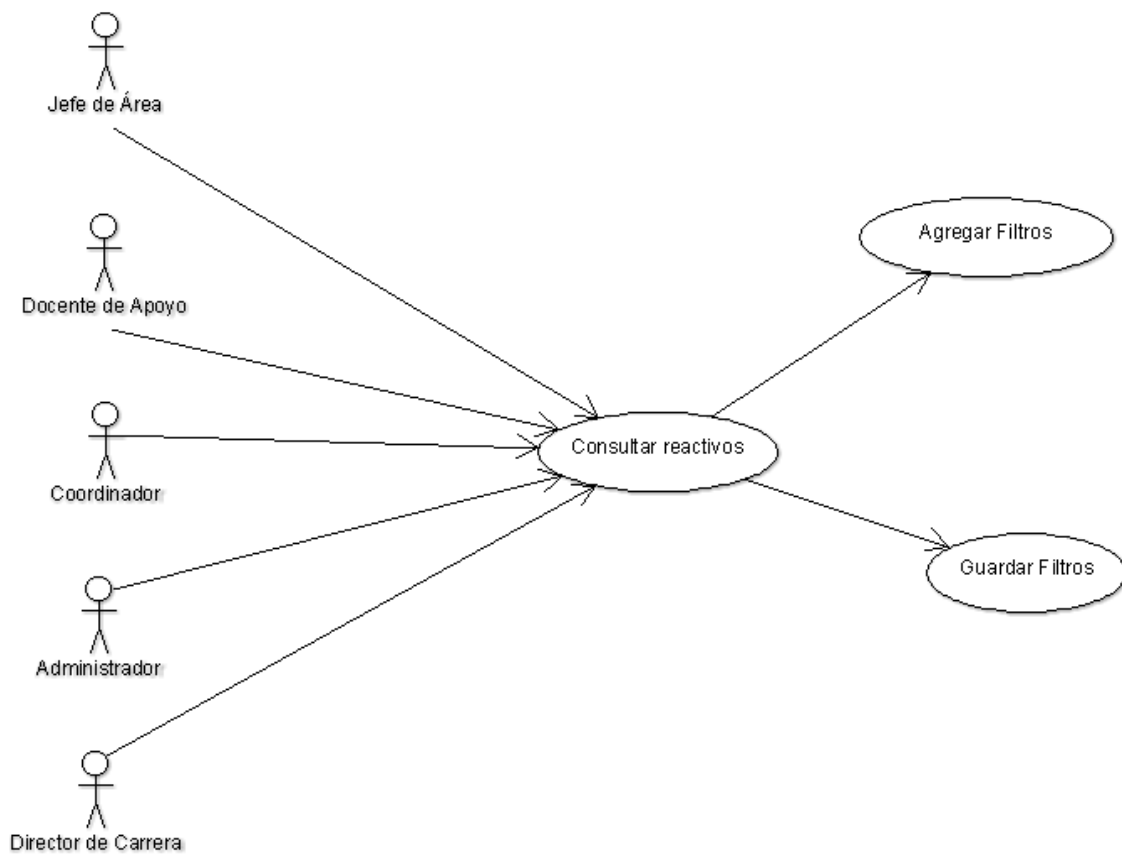 Jefe de Área
Docente de Apoyo
Coordinador
Administrador
Director de Carrera
Consultar reactivos
Agregar Filtros
Guardar Filtros